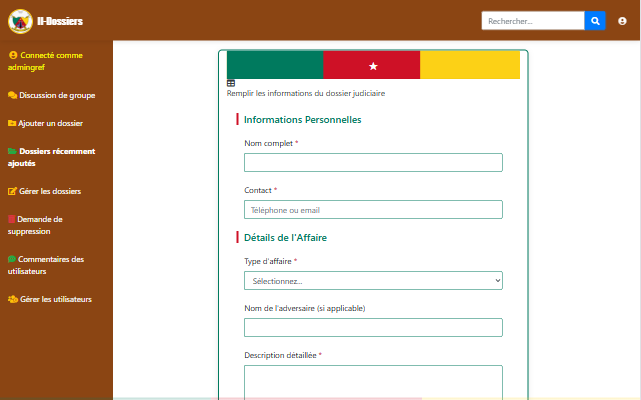 II-Dossiers
Rechercher...
Connecté comme
admingref
Discussion de groupe
Ajouter un dossier
Dossiers récemment
ajoutés
Gérer les dossiers
Demande de
suppression
Commentaires des
utilisateurs
Gérer les utilisateurs
Remplir les informations du dossier judiciaire
Informations Personnelles
Nom complet *
Contact *
Téléphone ou email
Détails de l'Affaire
Type d'affaire *
Sélectionnez...
Nom de l'adversaire (si applicable)
Description détaillée *